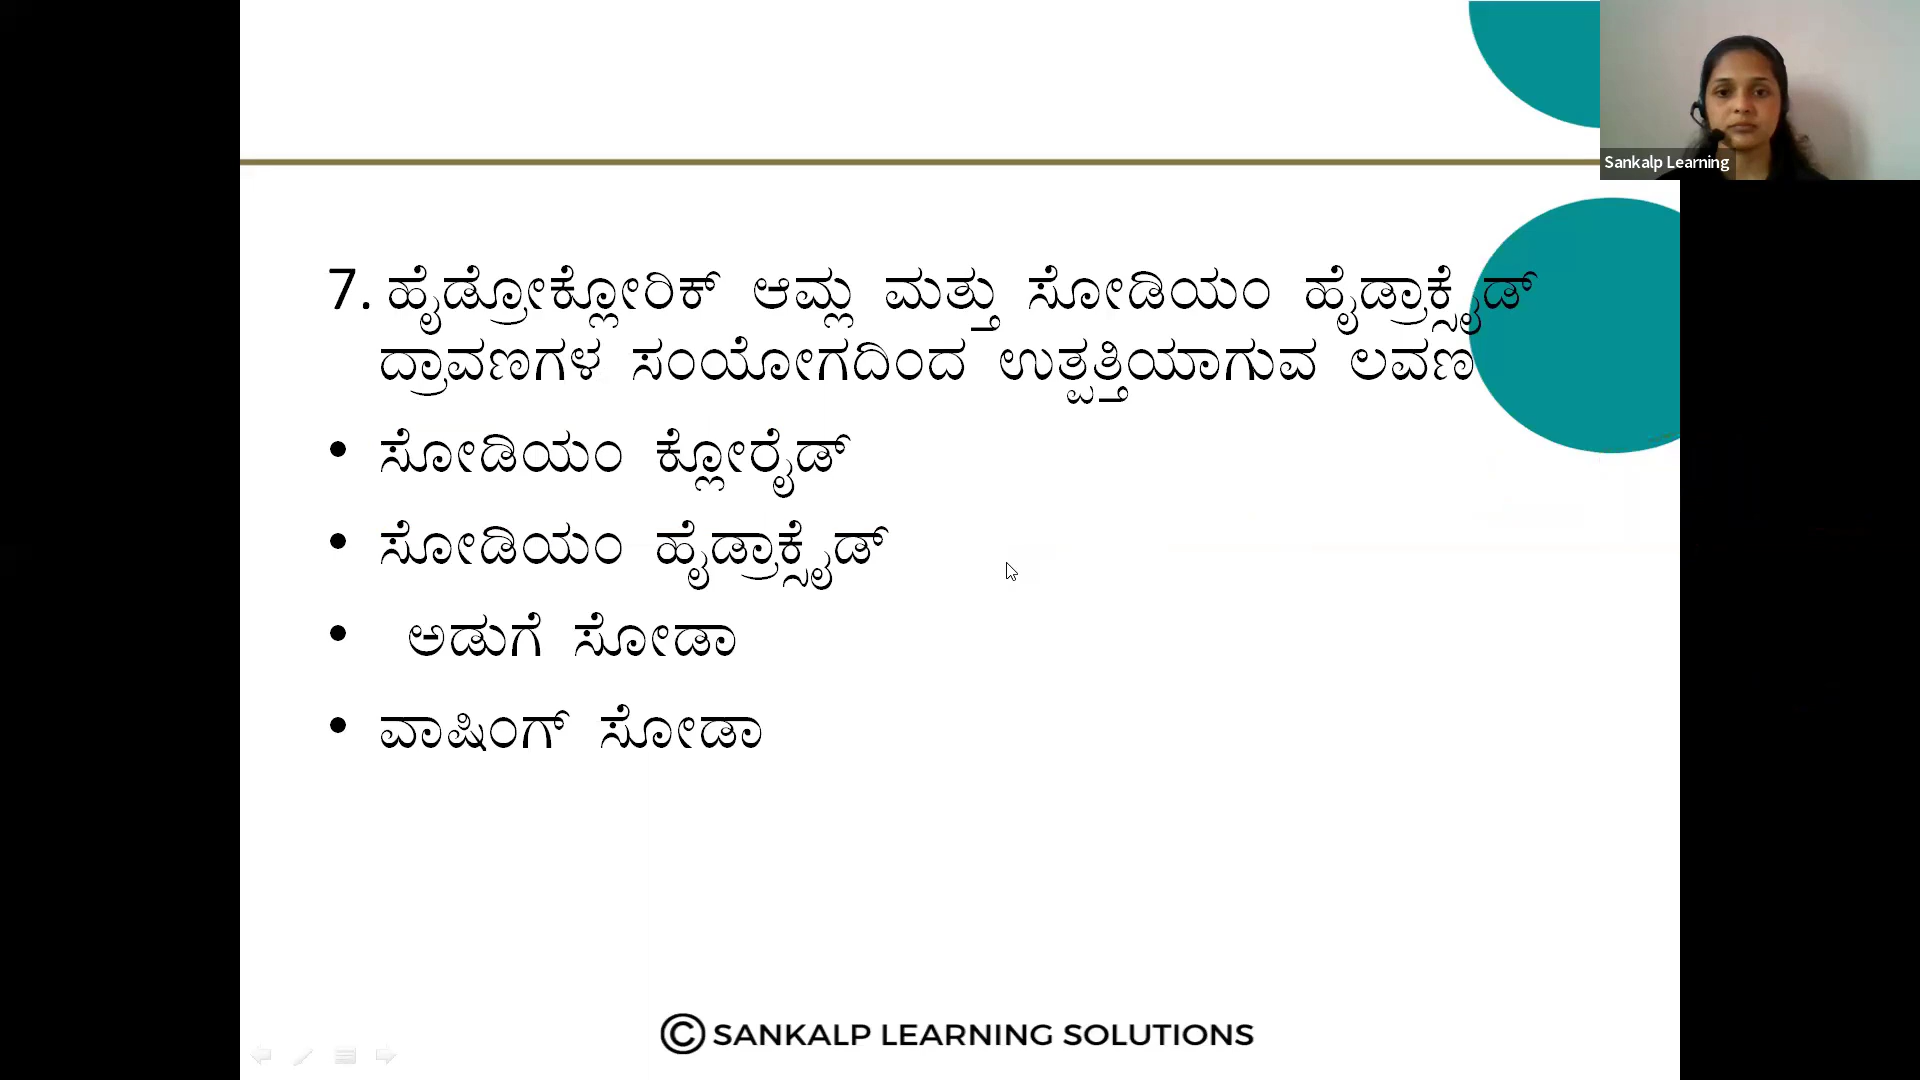 Sankalp Learning
7. ಹೈಡ್ರೋಕ್ಲೋರಿಕ್ ಆಮ್ಲ ಮತ್ತು ಸೋಡಿಯಂ ಹೈಡ್ರಾಕ್ಸೈಡ್
ದ್ರಾವಣಗಳ ಸಂಯೋಗದಿಂದ ಉತ್ಪತ್ತಿಯಾಗುವ ಲವಣ
• ಸೋಡಿಯಂ ಕ್ಲೋರೈಡ್
• ಸೋಡಿಯಂ ಹೈಡ್ರಾಕ್ಸೈಡ್
• ಅಡುಗೆ ಸೋಡಾ
• ವಾಷಿಂಗ್ ಸೋಡಾ
© SANKALP LEARNING SOLUTIONS